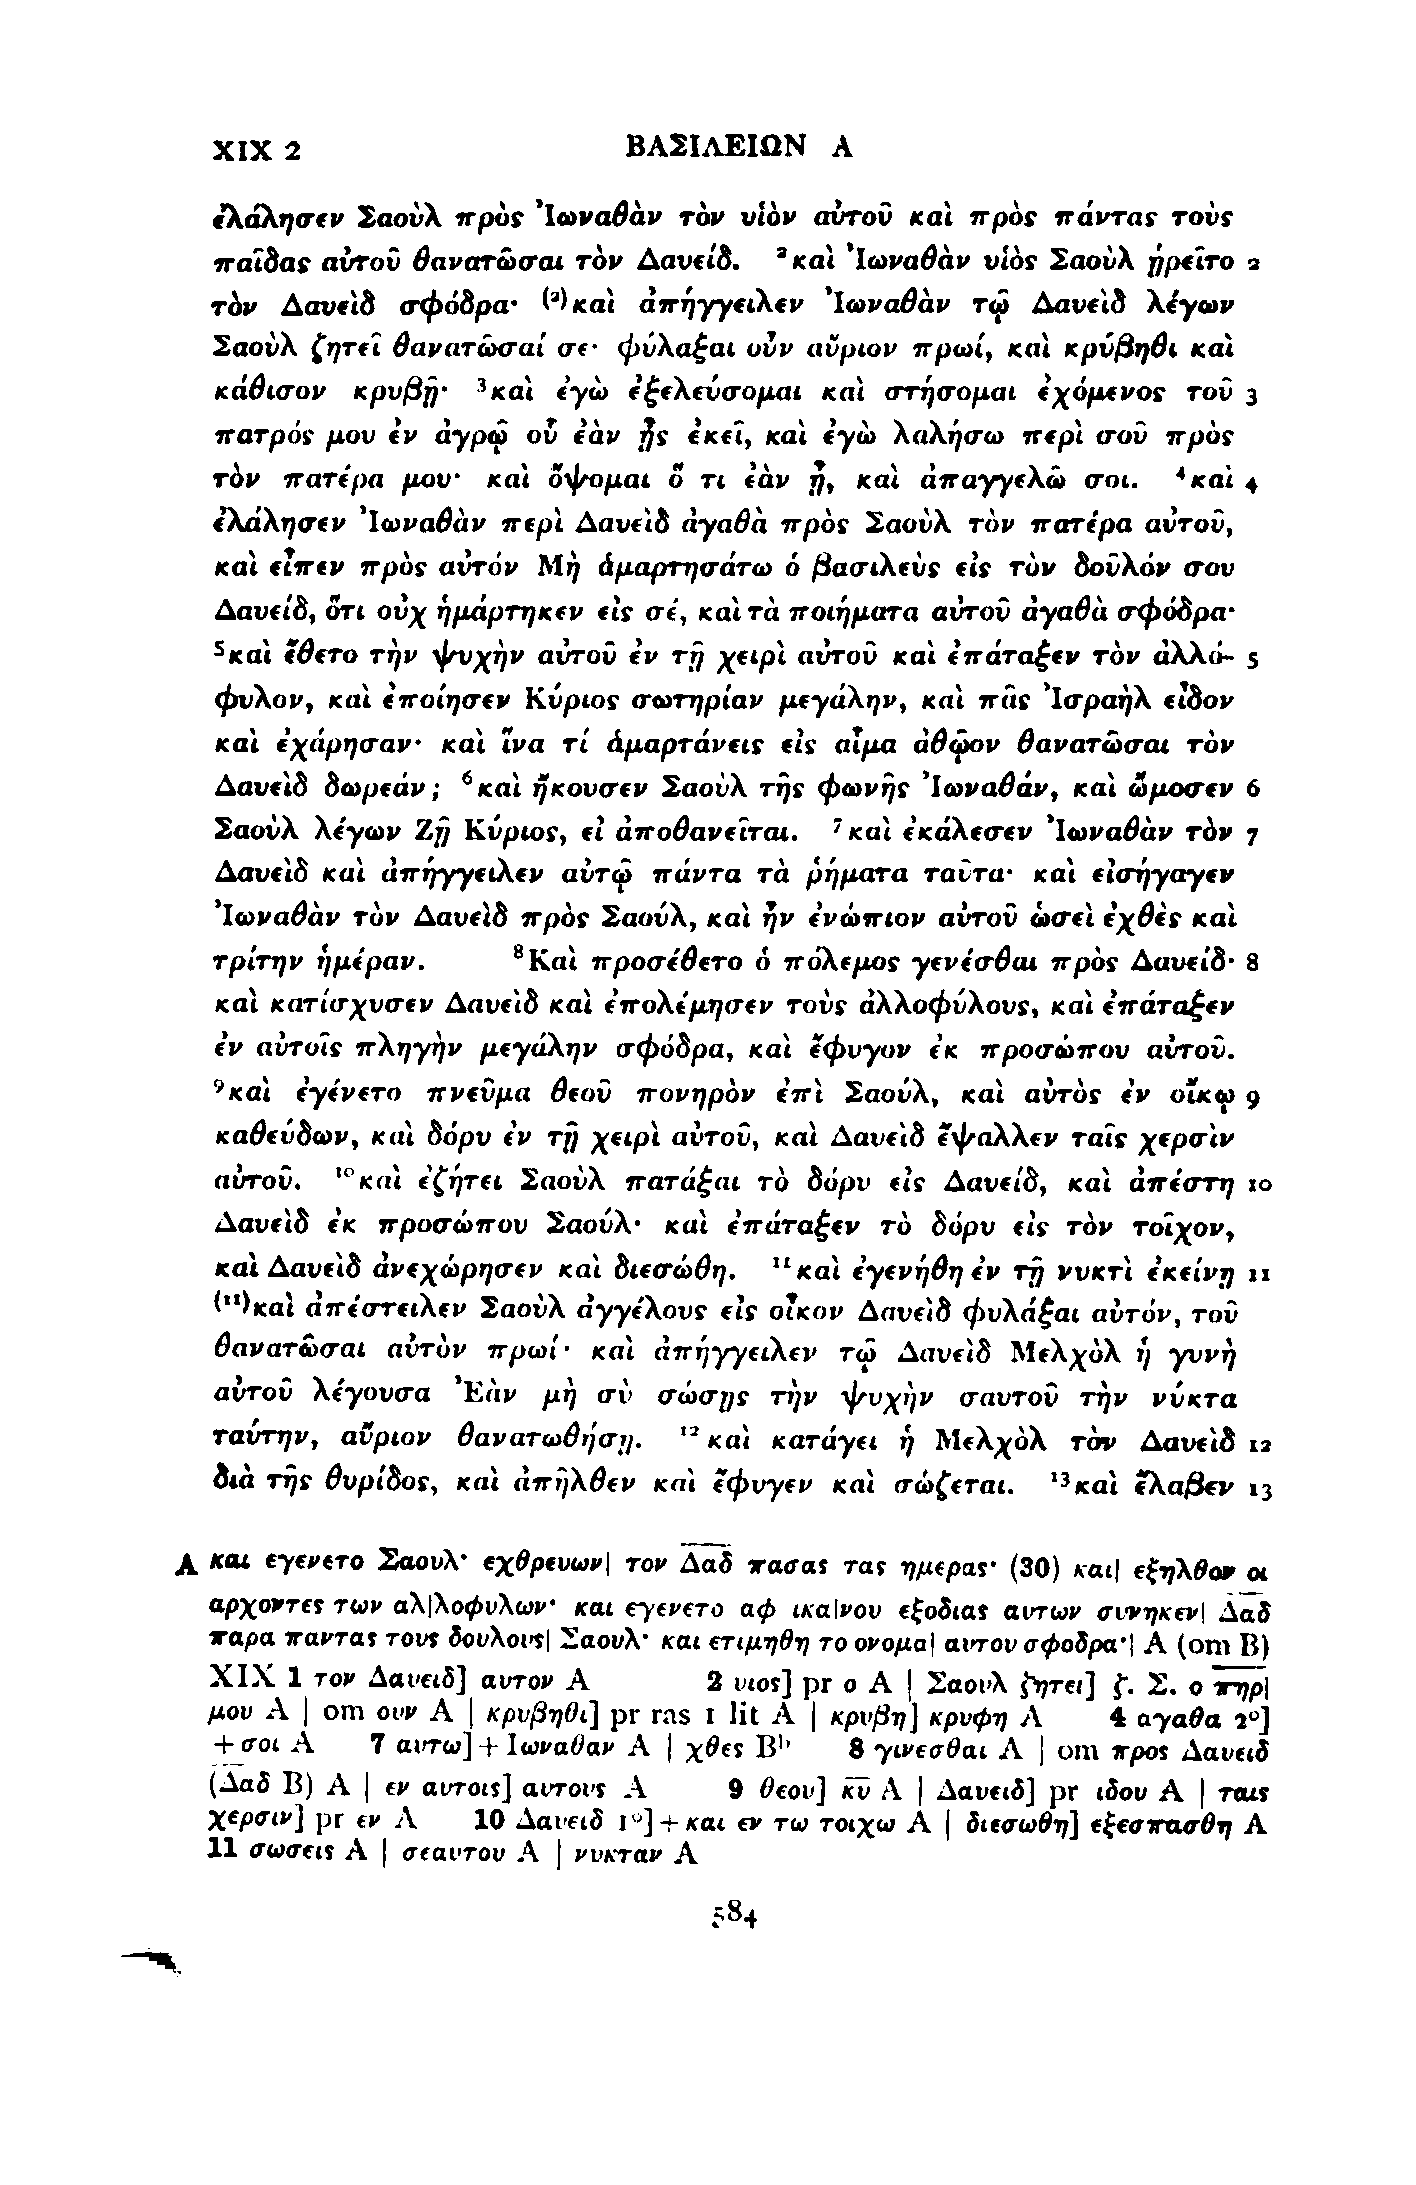 XIX 2 ΒΑΣΙΛΕΙΩΝ Α
ἐλάλησεν Σαοὺλ πρὸς Ἰωναθὰν τὸν υἱὸν αὐτοῦ καὶ πρὸς πάντας τοὺς
παῖδας αὐτοῦ θανατῶσαι τὸν Δαυείδ. ²καὶ Ἰωναθὰν υἱὸς Σαοὺλ ᾑρεῖτο 2
τὸν Δαυεὶδ σφόδρα· ⁽²⁾καὶ ἀπήγγειλεν Ἰωναθὰν τῷ Δαυεὶδ λέγων
Σαοὺλ ζητεῖ θανατῶσαί σε· φύλαξαι οὖν αὔριον πρωί, καὶ κρύβηθι καὶ
κάθισον κρυβῇ· ³καὶ ἐγὼ ἐξελεύσομαι καὶ στήσομαι ἐχόμενος τοῦ 3
πατρός μου ἐν ἀγρῷ οὗ ἐὰν ᾖς ἐκεῖ, καὶ ἐγὼ λαλήσω περὶ σοῦ πρὸς
τὸν πατέρα μου· καὶ ὄψομαι ὅ τι ἐὰν ᾖ, καὶ ἀπαγγελῶ σοι. ⁴καὶ 4
ἐλάλησεν Ἰωναθὰν περὶ Δαυεὶδ ἀγαθὰ πρὸς Σαοὺλ τὸν πατέρα αὐτοῦ,
καὶ εἶπεν πρὸς αὐτόν Μὴ ἁμαρτησάτω ὁ βασιλεὺς εἰς τὸν δοῦλόν σου
Δαυείδ, ὅτι οὐχ ἡμάρτηκεν εἰς σέ, καὶ τὰ ποιήματα αὐτοῦ ἀγαθὰ σφόδρα·
⁵καὶ ἔθετο τὴν ψυχὴν αὐτοῦ ἐν τῇ χειρὶ αὐτοῦ καὶ ἐπάταξεν τὸν ἀλλό- 5
φυλον, καὶ ἐποίησεν Κύριος σωτηρίαν μεγάλην, καὶ πᾶς Ἰσραὴλ εἶδον
καὶ ἐχάρησαν· καὶ ἵνα τί ἁμαρτάνεις εἰς αἷμα ἀθῷον θανατῶσαι τὸν
Δαυεὶδ δωρεάν; ⁶καὶ ἤκουσεν Σαοὺλ τῆς φωνῆς Ἰωναθάν, καὶ ὤμοσεν 6
Σαοὺλ λέγων Ζῇ Κύριος, εἰ ἀποθανεῖται. ⁷καὶ ἐκάλεσεν Ἰωναθὰν τὸν 7
Δαυεὶδ καὶ ἀπήγγειλεν αὐτῷ πάντα τὰ ῥήματα ταῦτα· καὶ εἰσήγαγεν
Ἰωναθὰν τὸν Δαυεὶδ πρὸς Σαούλ, καὶ ἦν ἐνώπιον αὐτοῦ ὡσεὶ ἐχθὲς καὶ
τρίτην ἡμέραν. ⁸Καὶ προσέθετο ὁ πόλεμος γενέσθαι πρὸς Δαυείδ· 8
καὶ κατίσχυσεν Δαυεὶδ καὶ ἐπολέμησεν τοὺς ἀλλοφύλους, καὶ ἐπάταξεν
ἐν αὐτοῖς πληγὴν μεγάλην σφόδρα, καὶ ἔφυγον ἐκ προσώπου αὐτοῦ.
⁹καὶ ἐγένετο πνεῦμα θεοῦ πονηρὸν ἐπὶ Σαούλ, καὶ αὐτὸς ἐν οἴκῳ 9
καθεύδων, καὶ δόρυ ἐν τῇ χειρὶ αὐτοῦ, καὶ Δαυεὶδ ἔψαλλεν ταῖς χερσὶν
αὐτοῦ. ¹⁰καὶ ἐζήτει Σαοὺλ πατάξαι τὸ δόρυ εἰς Δαυείδ, καὶ ἀπέστη 10
Δαυεὶδ ἐκ προσώπου Σαούλ· καὶ ἐπάταξεν τὸ δόρυ εἰς τὸν τοῖχον,
καὶ Δαυεὶδ ἀνεχώρησεν καὶ διεσώθη. ¹¹καὶ ἐγενήθη ἐν τῇ νυκτὶ ἐκείνῃ 11
⁽¹¹⁾καὶ ἀπέστειλεν Σαοὺλ ἀγγέλους εἰς οἶκον Δαυεὶδ φυλάξαι αὐτόν, τοῦ
θανατῶσαι αὐτὸν πρωί· καὶ ἀπήγγειλεν τῷ Δαυεὶδ Μελχὸλ ἡ γυνὴ
αὐτοῦ λέγουσα Ἐὰν μὴ σὺ σώσῃς τὴν ψυχὴν σαυτοῦ τὴν νύκτα
ταύτην, αὔριον θανατωθήσῃ. ¹²καὶ κατάγει ἡ Μελχὸλ τὸν Δαυεὶδ 12
διὰ τῆς θυρίδος, καὶ ἀπῆλθεν καὶ ἔφυγεν καὶ σώζεται. ¹³καὶ ἔλαβεν 13
A και εγενετο Σαουλ· εχθρευων| τον Δ̅α̅δ̅ πασας τας ημερας· (30) και| εξηλθον οι
αρχοντες των αλ|λοφυλων· και εγενετο αφ ικα|νου εξοδιας αυτων συνηκεν| Δ̅α̅δ̅
παρα παντας τους δουλους| Σαουλ· και ετιμηθη το ονομα| αυτου σφοδρα·| A (om B)
XIX 1 τον Δαυειδ] αυτον A 2 υιος] pr ο A | Σαουλ ζητει] ζ. Σ. ο π̅η̅ρ̅|
μου A | om ουν A | κρυβηθι] pr ras 1 lit A | κρυβη] κρυφη A 4 αγαθα 2°]
+σοι A 7 αυτω]+Ιωναθαν A | χθες Bᵇ 8 γινεσθαι A | om προς Δαυειδ
(Δ̅α̅δ̅ B) A | εν αυτοις] αυτους A 9 θεου] κ̅υ̅ A | Δαυειδ] pr ιδου A | ταις
χερσιν] pr εν A 10 Δαυειδ 1°]+και εν τω τοιχω A | διεσωθη] εξεσπασθη A
11 σωσεις A | σεαυτου A | νυκταν A
584